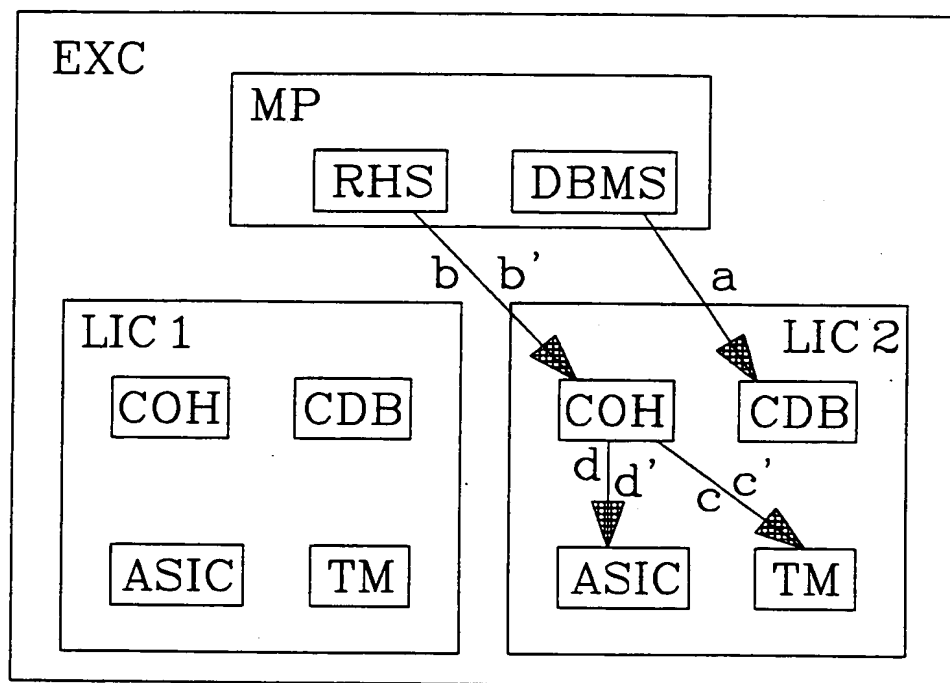 EXC
MP
RHS DBMS
b b' a
LIC 1 LIC 2
COH CDB COH CDB
d d' c c'
ASIC TM ASIC TM